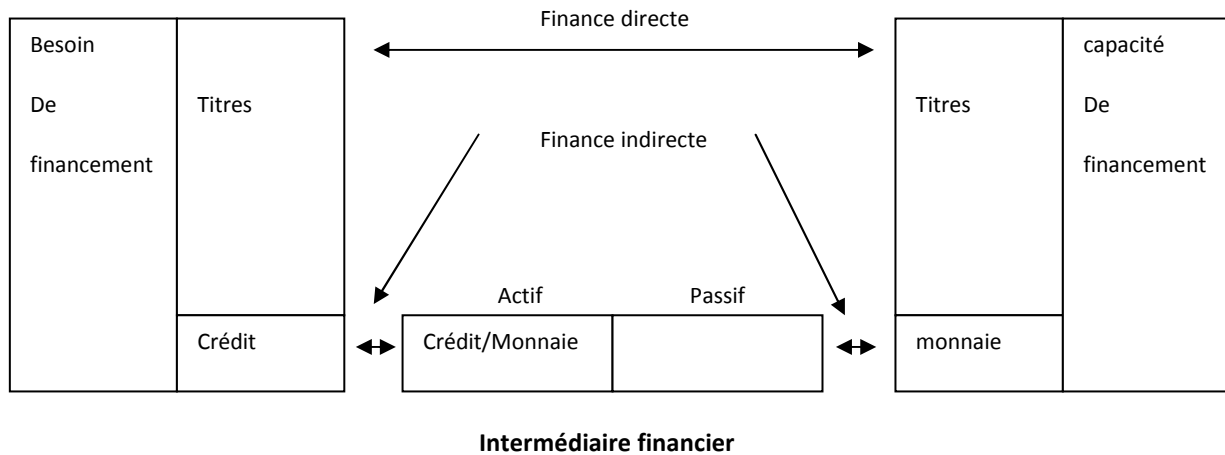 Finance directe
Besoin
De
financement
Titres
Titres
capacité
De
financement
Finance indirecte
Actif
Passif
Crédit
Crédit/Monnaie
monnaie
Intermédiaire financier